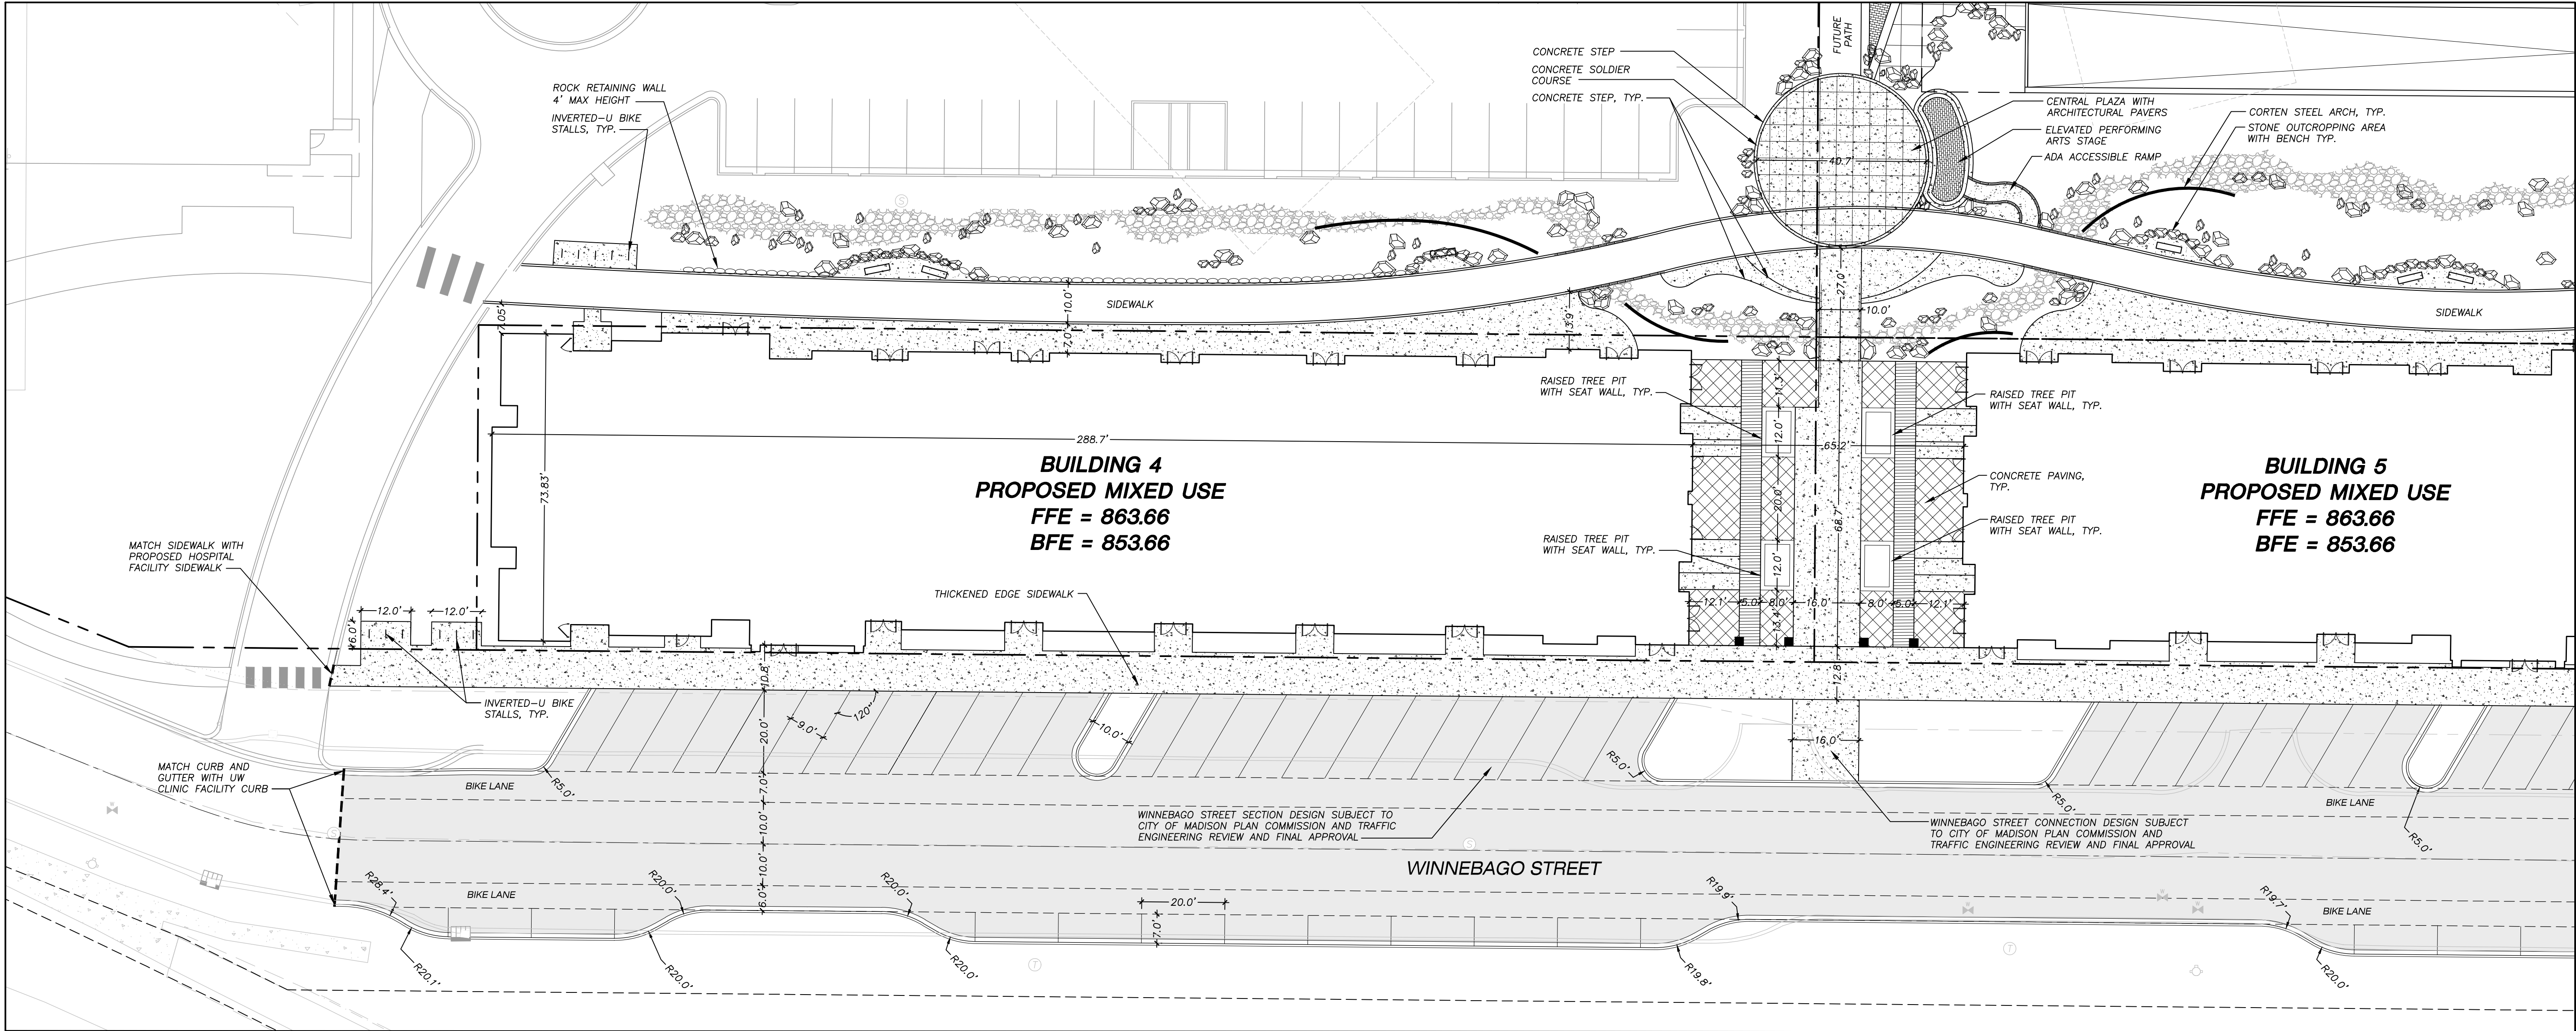 CONCRETE STEP
CONCRETE SOLDIER
COURSE
CONCRETE STEP, TYP.
FUTURE
PATH
ROCK RETAINING WALL
4' MAX HEIGHT
INVERTED-U BIKE
STALLS, TYP.
CENTRAL PLAZA WITH
ARCHITECTURAL PAVERS
ELEVATED PERFORMING
ARTS STAGE
ADA ACCESSIBLE RAMP
CORTEN STEEL ARCH, TYP.
STONE OUTCROPPING AREA
WITH BENCH TYP.
40.7'
S
SIDEWALK
10.0'
7.0'
7.05'
13.9'
27.0'
10.0'
SIDEWALK
RAISED TREE PIT
WITH SEAT WALL, TYP.
11.3'
12.0'
RAISED TREE PIT
WITH SEAT WALL, TYP.
288.7'
65.2'
73.83'
BUILDING 4
PROPOSED MIXED USE
FFE = 863.66
BFE = 853.66
BUILDING 5
PROPOSED MIXED USE
FFE = 863.66
BFE = 853.66
CONCRETE PAVING,
TYP.
20.0'
68.7'
RAISED TREE PIT
WITH SEAT WALL, TYP.
RAISED TREE PIT
WITH SEAT WALL, TYP.
12.0'
MATCH SIDEWALK WITH
PROPOSED HOSPITAL
FACILITY SIDEWALK
THICKENED EDGE SIDEWALK
12.0'
12.0'
6.0'
12.1'
5.0'
8.0'
16.0'
8.0'
5.0'
12.1'
13.4'
10.8'
12.8'
INVERTED-U BIKE
STALLS, TYP.
20.0'
9.0'
120°
10.0'
16.0'
MATCH CURB AND
GUTTER WITH UW
CLINIC FACILITY CURB
BIKE LANE
R5.0'
7.0'
R5.0'
R5.0'
BIKE LANE
R5.0'
10.0'
WINNEBAGO STREET SECTION DESIGN SUBJECT TO
CITY OF MADISON PLAN COMMISSION AND TRAFFIC
ENGINEERING REVIEW AND FINAL APPROVAL
WINNEBAGO STREET CONNECTION DESIGN SUBJECT
TO CITY OF MADISON PLAN COMMISSION AND
TRAFFIC ENGINEERING REVIEW AND FINAL APPROVAL
S
S
10.0'
WINNEBAGO STREET
R28.4'
BIKE LANE
R20.0'
6.0'
R20.0'
20.0'
7.0'
R19.9'
R19.7'
BIKE LANE
R20.1'
R20.0'
R20.0'
T
R19.8'
T
R20.0'